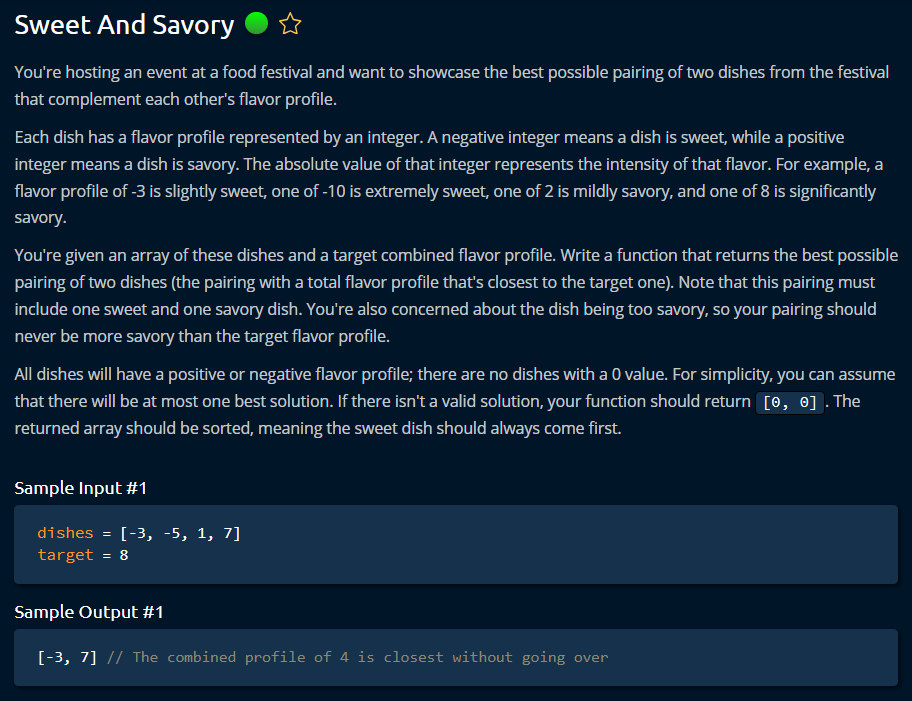 Sweet And Savory
You're hosting an event at a food festival and want to showcase the best possible pairing of two dishes from the festival
that complement each other's flavor profile.
Each dish has a flavor profile represented by an integer. A negative integer means a dish is sweet, while a positive
integer means a dish is savory. The absolute value of that integer represents the intensity of that flavor. For example, a
flavor profile of -3 is slightly sweet, one of -10 is extremely sweet, one of 2 is mildly savory, and one of 8 is significantly
savory.
You're given an array of these dishes and a target combined flavor profile. Write a function that returns the best possible
pairing of two dishes (the pairing with a total flavor profile that's closest to the target one). Note that this pairing must
include one sweet and one savory dish. You're also concerned about the dish being too savory, so your pairing should
never be more savory than the target flavor profile.
All dishes will have a positive or negative flavor profile; there are no dishes with a 0 value. For simplicity, you can assume
that there will be at most one best solution. If there isn't a valid solution, your function should return [0, 0]. The
returned array should be sorted, meaning the sweet dish should always come first.
Sample Input #1
dishes = [-3, -5, 1, 7]
target = 8
Sample Output #1
[-3, 7] // The combined profile of 4 is closest without going over